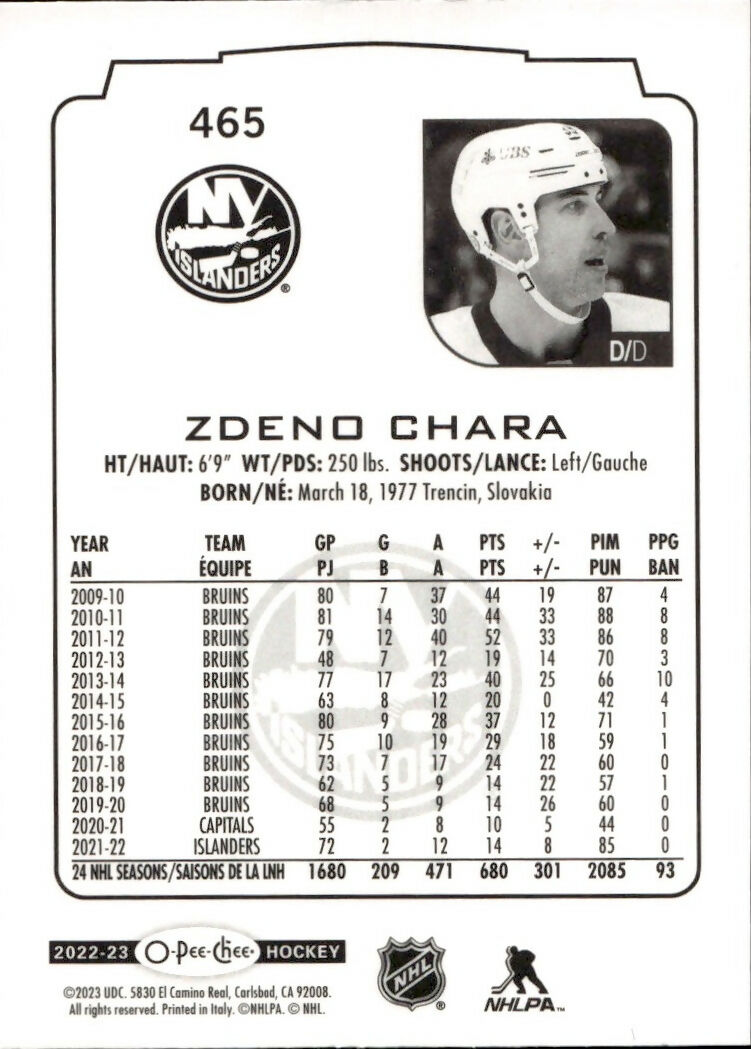 465
NY
ISLANDERS®
UBS
D/D
ZDENO CHARA
HT/HAUT: 6'9" WT/PDS: 250 lbs. SHOOTS/LANCE: Left/Gauche
BORN/NÉ: March 18, 1977 Trencin, Slovakia
YEAR TEAM GP G A PTS +/- PIM PPG
AN ÉQUIPE PJ B A PTS +/- PUN BAN
2009-10 BRUINS 80 7 37 44 19 87 4
2010-11 BRUINS 81 14 30 44 33 88 8
2011-12 BRUINS 79 12 40 52 33 86 8
2012-13 BRUINS 48 7 12 19 14 70 3
2013-14 BRUINS 77 17 23 40 25 66 10
2014-15 BRUINS 63 8 12 20 0 42 4
2015-16 BRUINS 80 9 28 37 12 71 1
2016-17 BRUINS 75 10 19 29 18 59 1
2017-18 BRUINS 73 7 17 24 22 60 0
2018-19 BRUINS 62 5 9 14 22 57 1
2019-20 BRUINS 68 5 9 14 26 60 0
2020-21 CAPITALS 55 2 8 10 5 44 0
2021-22 ISLANDERS 72 2 12 14 8 85 0
24 NHL SEASONS/SAISONS DE LA LNH 1680 209 471 680 301 2085 93
NY
ISLANDERS
2022-23 O-Pee-Chee® HOCKEY
©2023 UDC. 5830 El Camino Real, Carlsbad, CA 92008.
All rights reserved. Printed in Italy. ©NHLPA. © NHL.
NHL®
NHLPA™